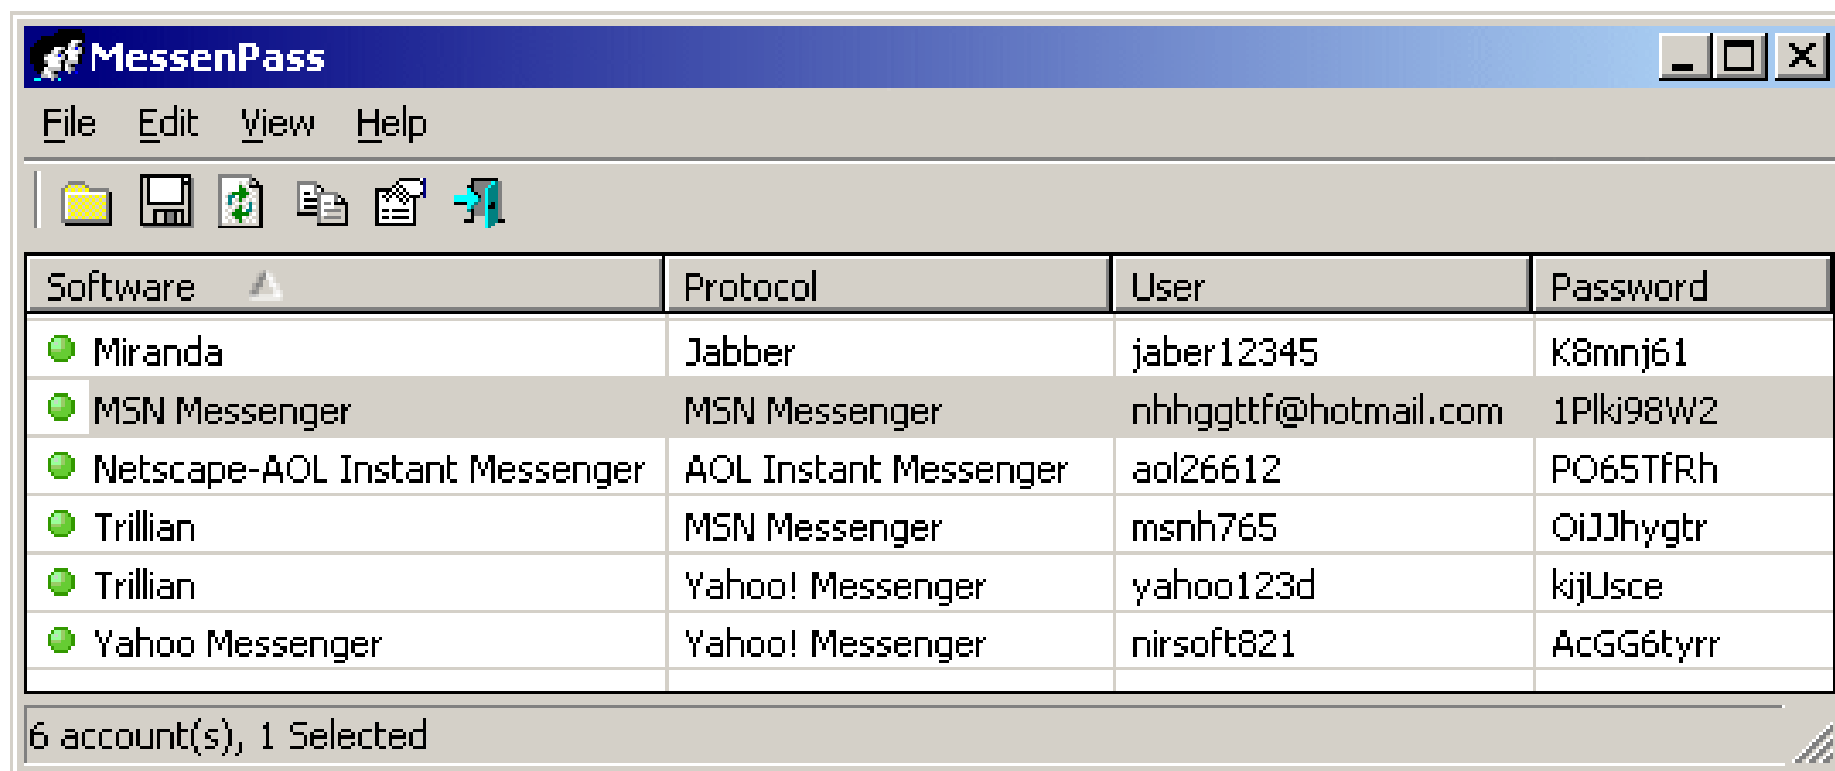 MessenPass
File Edit View Help
Software Protocol User Password
Miranda Jabber jaber12345 K8mnj61
MSN Messenger MSN Messenger nhhggttf@hotmail.com 1Plkj98W2
Netscape-AOL Instant Messenger AOL Instant Messenger aol26612 PO65TfRh
Trillian MSN Messenger msnh765 OiJJhygtr
Trillian Yahoo! Messenger yahoo123d kijUsce
Yahoo Messenger Yahoo! Messenger nirsoft821 AcGG6tyrr
6 account(s), 1 Selected